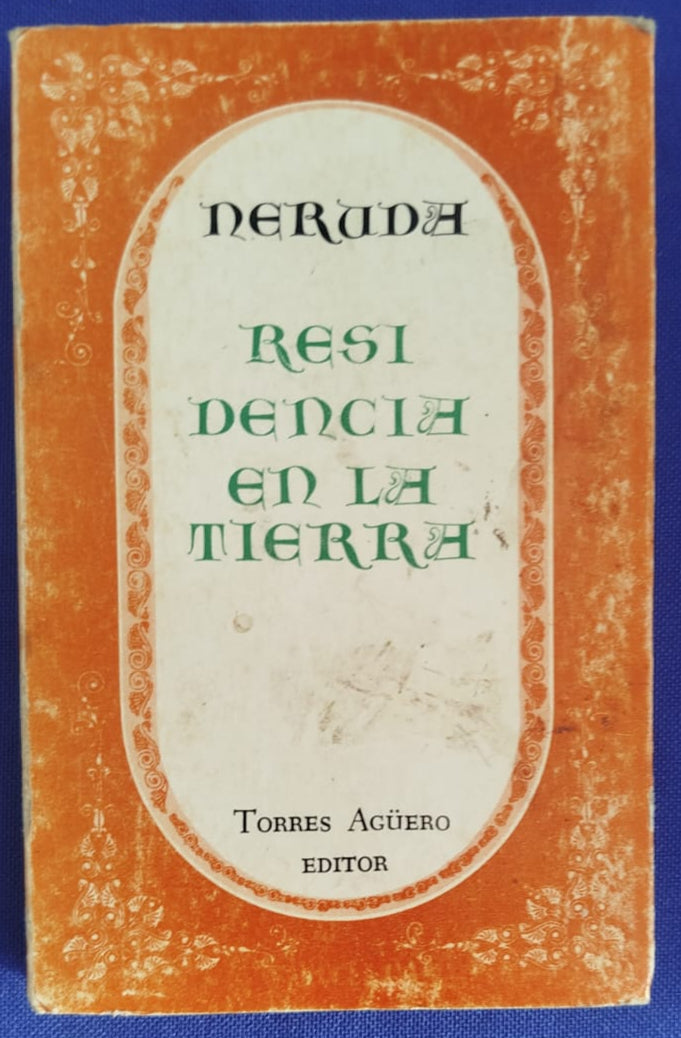 NERUDA
RESI
DENCIA
EN LA
TIERRA
TORRES AGÜERO
EDITOR